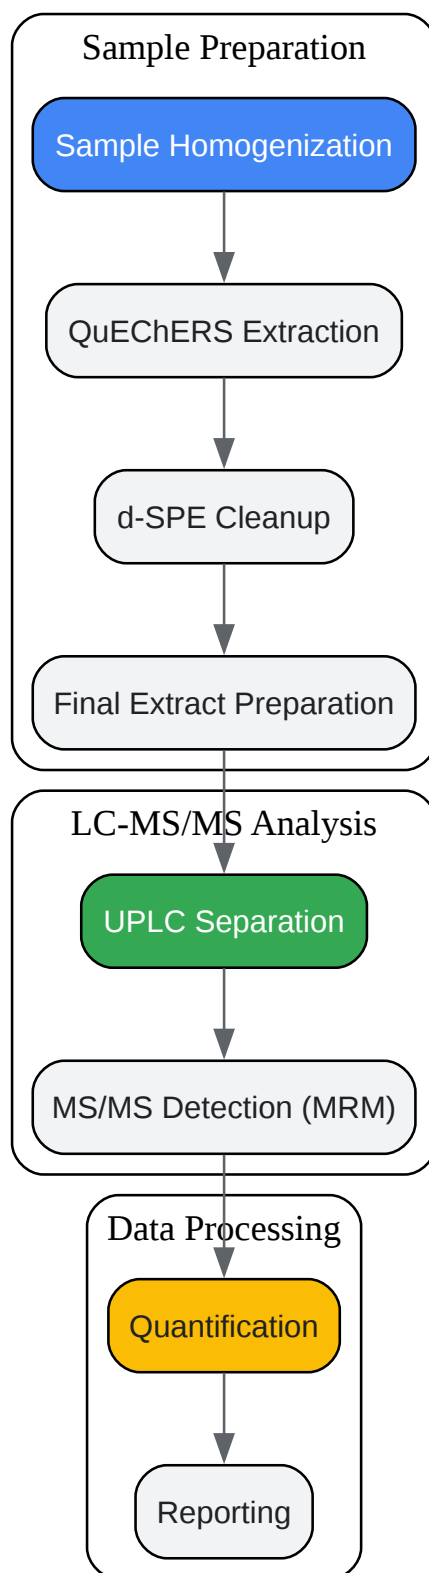 Sample Preparation
Sample Homogenization
QuEChERS Extraction
d-SPE Cleanup
Final Extract Preparation
LC-MS/MS Analysis
UPLC Separation
MS/MS Detection (MRM)
Data Processing
Quantification
Reporting